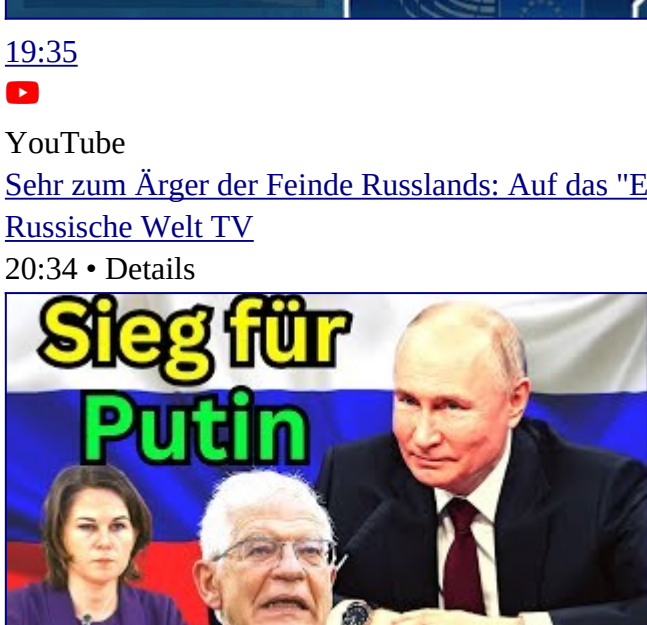 19:35
YouTube
Sehr zum Ärger der Feinde Russlands: Auf das "E
Russische Welt TV
20:34 • Details
Sieg für
Putin